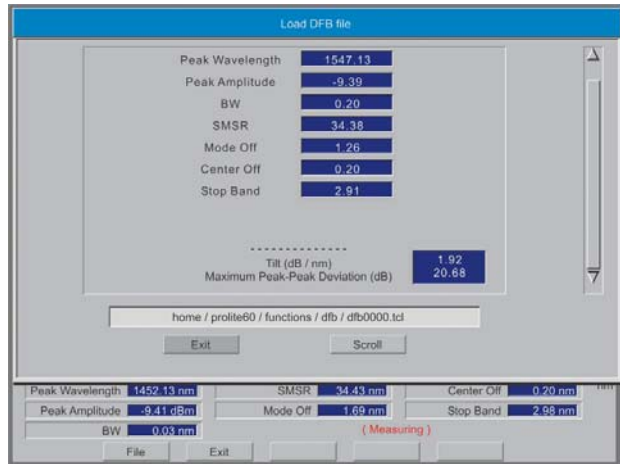 Load DFB file
Peak Wavelength 1547.13
Peak Amplitude -9.39
BW 0.20
SMSR 34.38
Mode Off 1.26
Center Off 0.20
Stop Band 2.91
--------------
Tilt (dB / nm) 1.92
Maximum Peak-Peak Deviation (dB) 20.68
home / prolite60 / functions / dfb / dfb0000.tcl
Exit Scroll
Peak Wavelength 1452.13 nm SMSR 34.43 nm Center Off 0.20 nm
Peak Amplitude -9.41 dBm Mode Off 1.69 nm Stop Band 2.98 nm
BW 0.03 nm ( Measuring )
File Exit